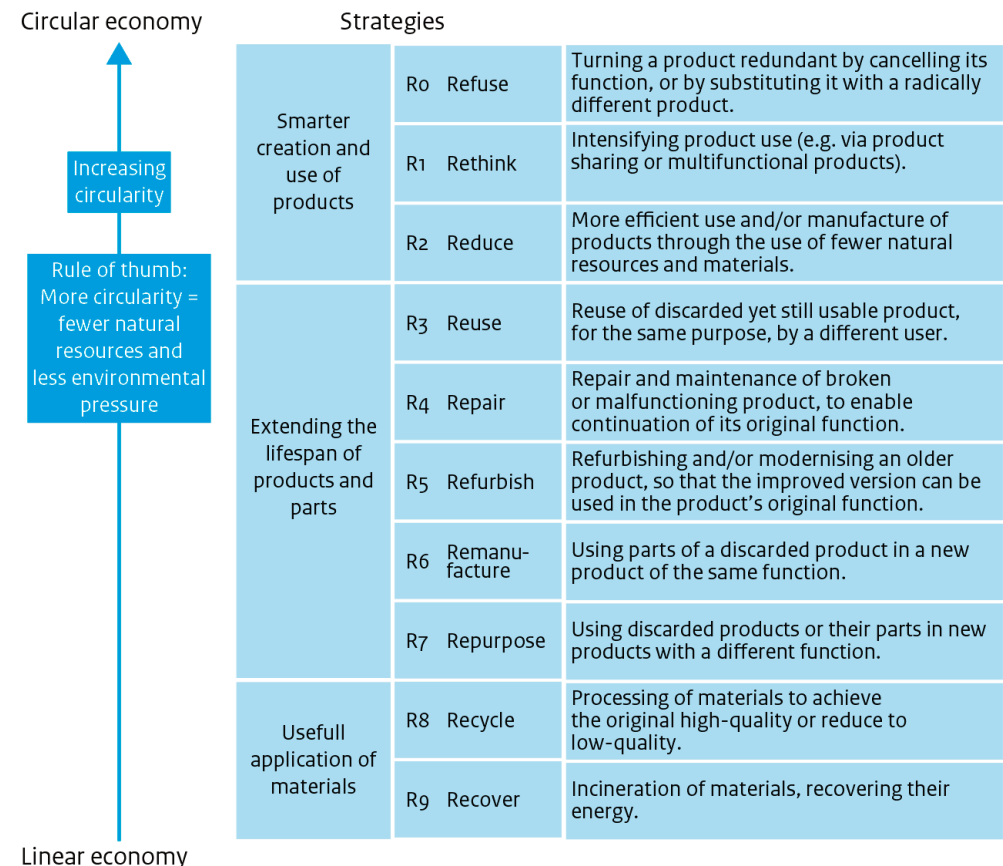 Circular economy
Strategies
Increasing
circularity
Rule of thumb:
More circularity =
fewer natural
resources and
less environmental
pressure
Linear economy
Smarter
creation and
use of
products
R0 Refuse
Turning a product redundant by cancelling its
function, or by substituting it with a radically
different product.
R1 Rethink
Intensifying product use (e.g. via product
sharing or multifunctional products).
R2 Reduce
More efficient use and/or manufacture of
products through the use of fewer natural
resources and materials.
Extending the
lifespan of
products and
parts
R3 Reuse
Reuse of discarded yet still usable product,
for the same purpose, by a different user.
R4 Repair
Repair and maintenance of broken
or malfunctioning product, to enable
continuation of its original function.
R5 Refurbish
Refurbishing and/or modernising an older
product, so that the improved version can be
used in the product's original function.
R6 Remanu-
facture
Using parts of a discarded product in a new
product of the same function.
R7 Repurpose
Using discarded products or their parts in new
products with a different function.
Usefull
application of
materials
R8 Recycle
Processing of materials to achieve
the original high-quality or reduce to
low-quality.
R9 Recover
Incineration of materials, recovering their
energy.